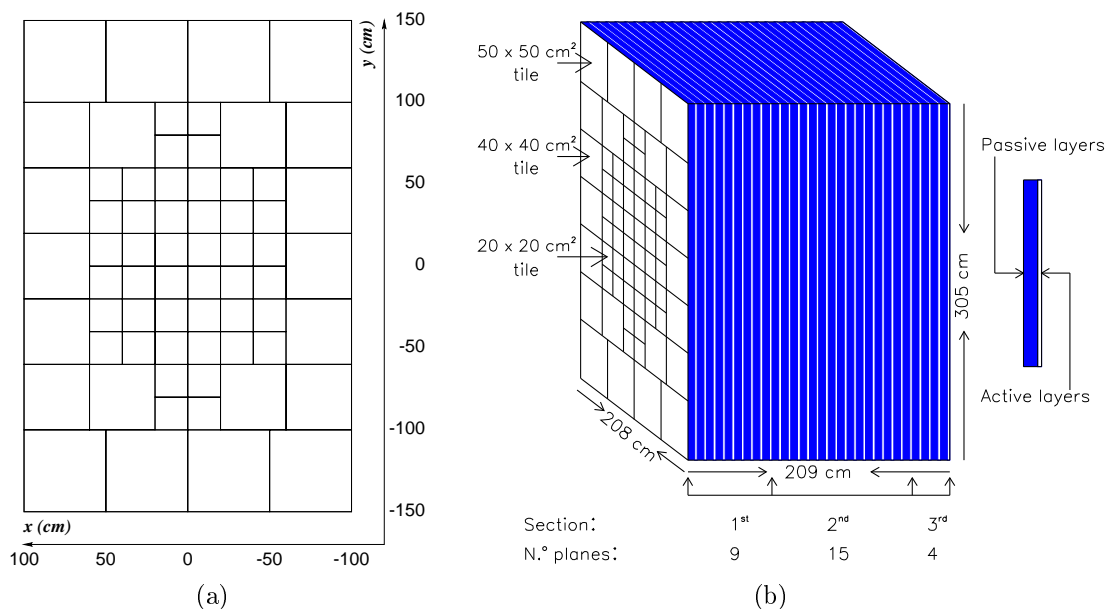 150
y (cm)
100
50
0
-50
-100
-150
x (cm)
100 50 0 -50 -100
(a)
50 x 50 cm²
tile
40 x 40 cm²
tile
20 x 20 cm²
tile
Passive layers
305 cm
Active layers
208 cm
209 cm
Section: 1ˢᵗ 2ⁿᵈ 3ʳᵈ
N.° planes: 9 15 4
(b)